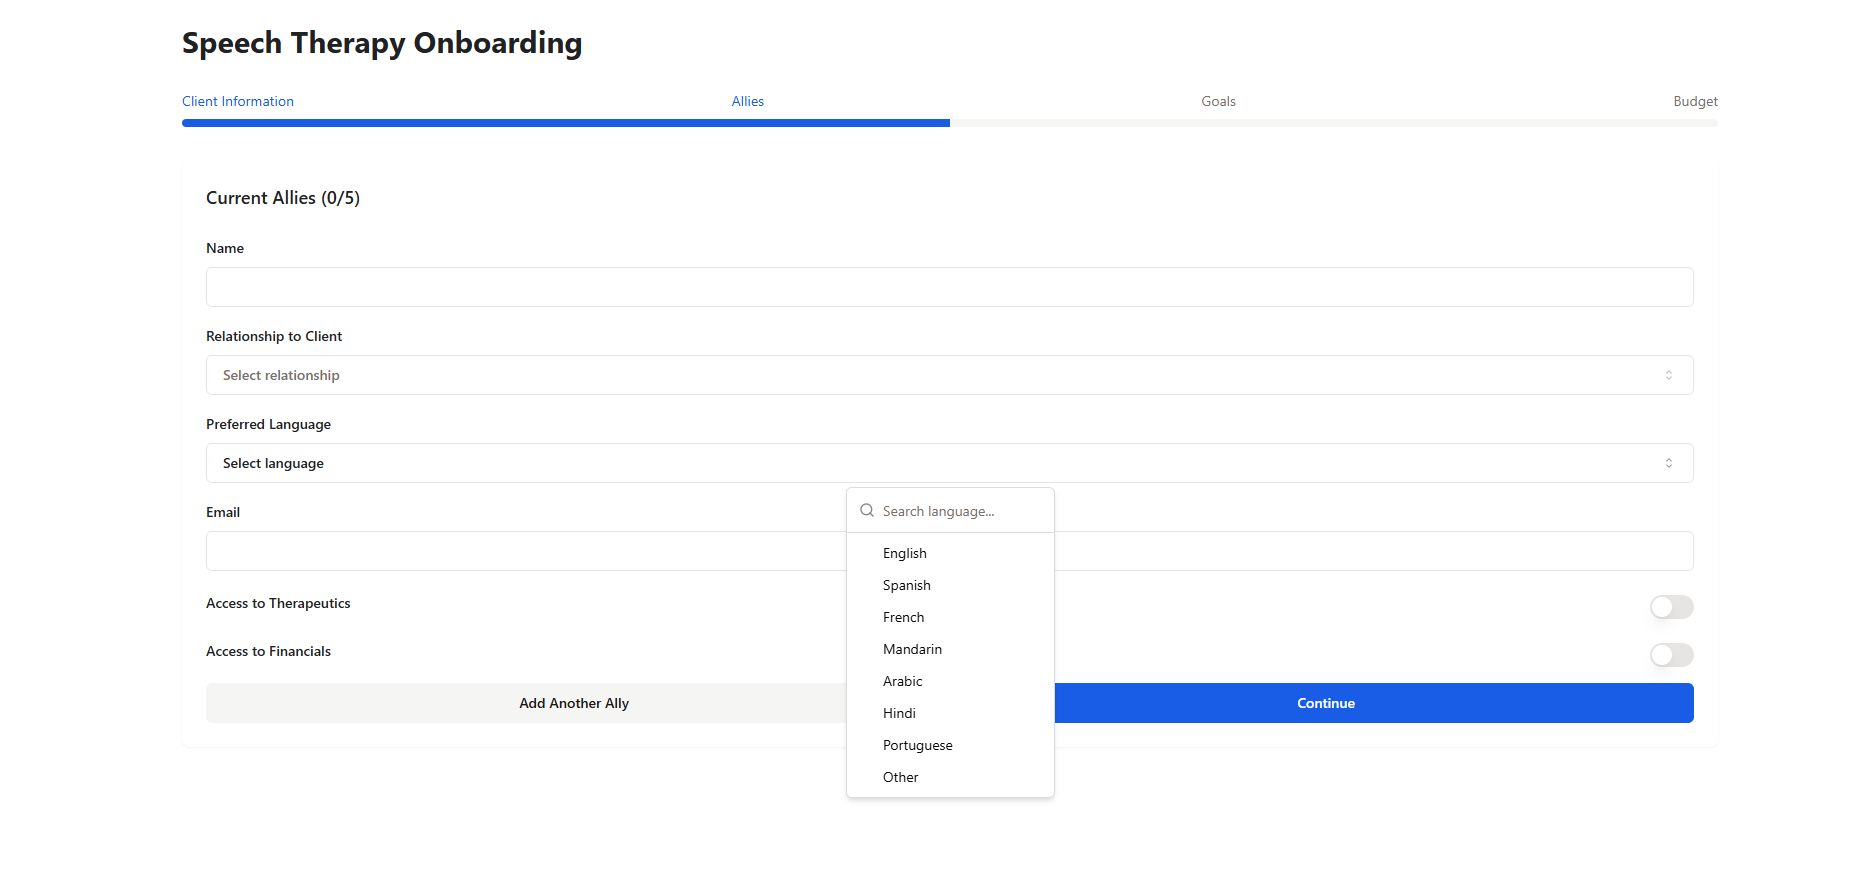 Speech Therapy Onboarding
Client Information Allies Goals Budget
Current Allies (0/5)
Name
Relationship to Client
Select relationship
Preferred Language
Select language
Email
Search language...
English
Spanish
French
Mandarin
Arabic
Hindi
Portuguese
Other
Access to Therapeutics
Access to Financials
Add Another Ally
Continue